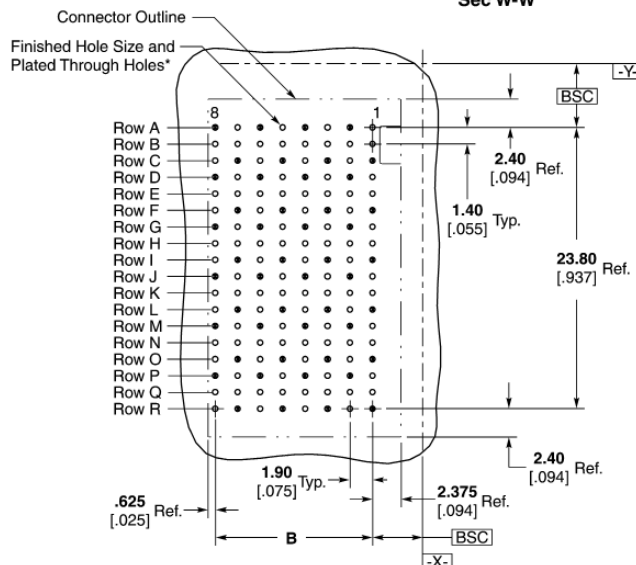 Sec W-W
Connector Outline
Finished Hole Size and
Plated Through Holes*
-Y-
BSC
8
1
Row A
Row B
Row C
Row D
Row E
Row F
Row G
Row H
Row I
Row J
Row K
Row L
Row M
Row N
Row O
Row P
Row Q
Row R
2.40
[.094] Ref.
1.40
[.055] Typ.
23.80
[.937] Ref.
1.90
[.075] Typ.
2.40
[.094] Ref.
.625
[.025] Ref.
2.375
[.094] Ref.
B
BSC
-X-